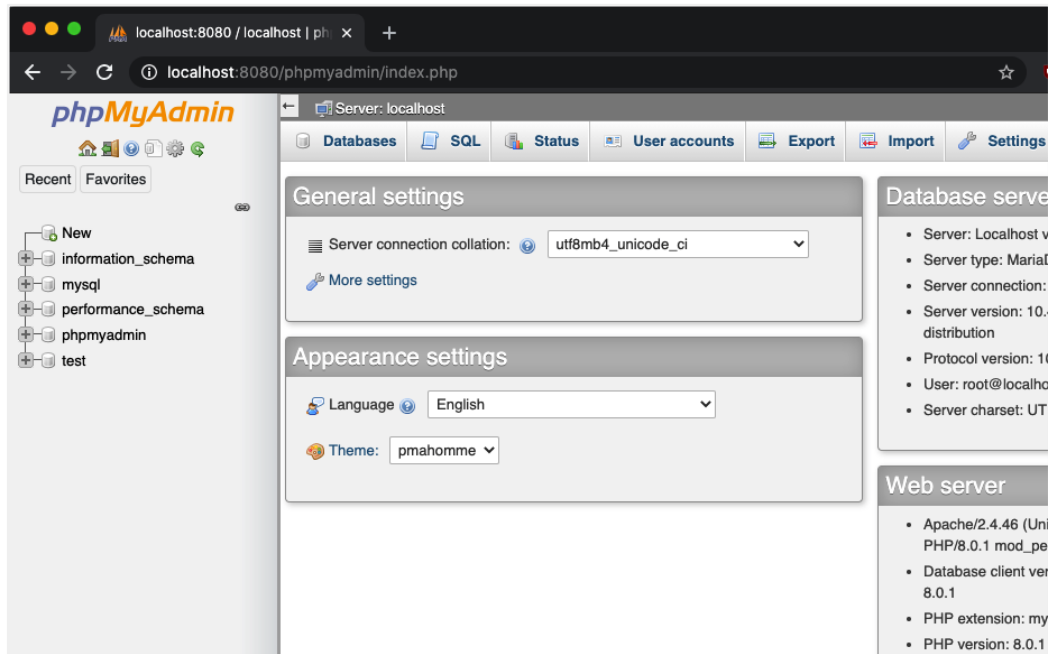 localhost:8080 / localhost | ph
localhost:8080/phpmyadmin/index.php
phpMyAdmin
Server: localhost
Databases SQL Status User accounts Export Import Settings
Recent Favorites
New
information_schema
mysql
performance_schema
phpmyadmin
test
General settings
Server connection collation: utf8mb4_unicode_ci
More settings
Appearance settings
Language English
Theme: pmahomme
Database serve
Server: Localhost v
Server type: Maria
Server connection:
Server version: 10.
distribution
Protocol version: 10
User: root@localho
Server charset: UT
Web server
Apache/2.4.46 (Uni
PHP/8.0.1 mod_pe
Database client ver
8.0.1
PHP extension: my
PHP version: 8.0.1